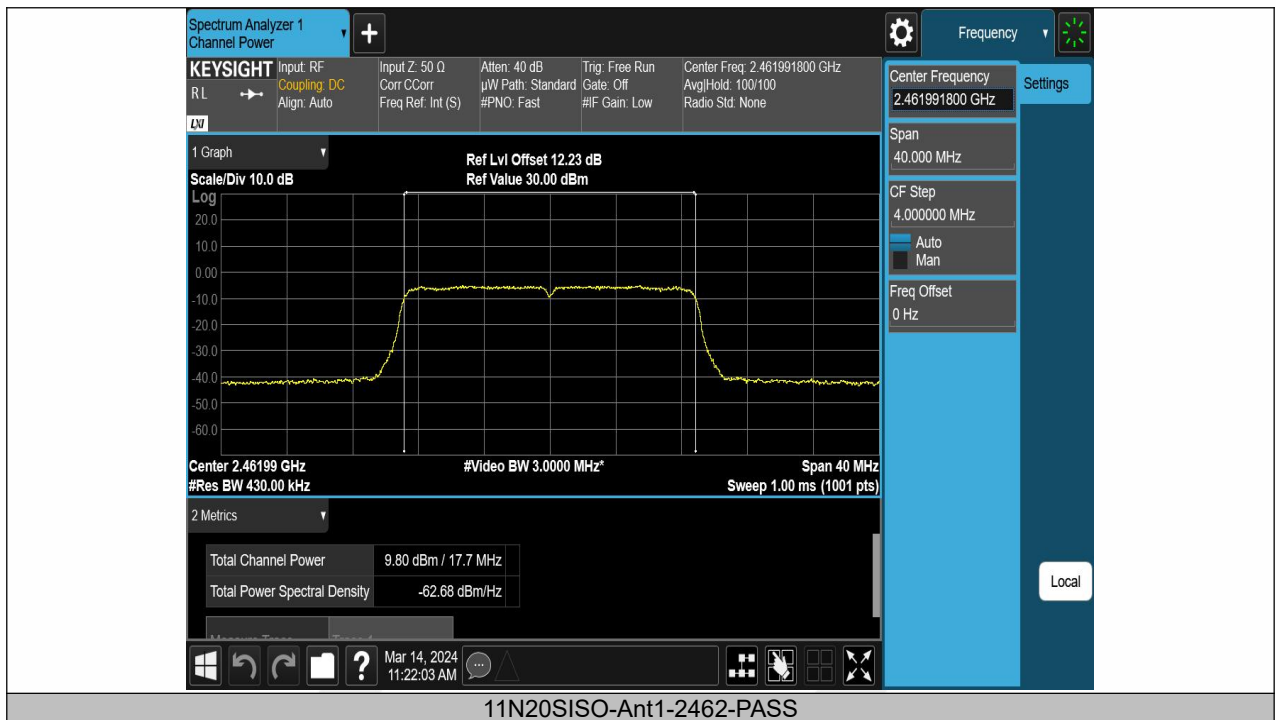 Spectrum Analyzer 1
Channel Power
+
Frequency
KEYSIGHT
R L
LXI
Input: RF
Coupling: DC
Align: Auto
Input Z: 50 Ω
Corr CCorr
Freq Ref: Int (S)
Atten: 40 dB
µW Path: Standard
#PNO: Fast
Trig: Free Run
Gate: Off
#IF Gain: Low
Center Freq: 2.461991800 GHz
Avg|Hold: 100/100
Radio Std: None
Center Frequency
2.461991800 GHz
Settings
Span
40.000 MHz
CF Step
4.000000 MHz
Auto
Man
Freq Offset
0 Hz
Local
1 Graph
Scale/Div 10.0 dB
Ref Lvl Offset 12.23 dB
Ref Value 30.00 dBm
Log
20.0
10.0
0.00
-10.0
-20.0
-30.0
-40.0
-50.0
-60.0
Center 2.46199 GHz
#Video BW 3.0000 MHz*
Span 40 MHz
#Res BW 430.00 kHz
Sweep 1.00 ms (1001 pts)
2 Metrics
Total Channel Power 9.80 dBm / 17.7 MHz
Total Power Spectral Density -62.68 dBm/Hz
?
Mar 14, 2024
11:22:03 AM
11N20SISO-Ant1-2462-PASS